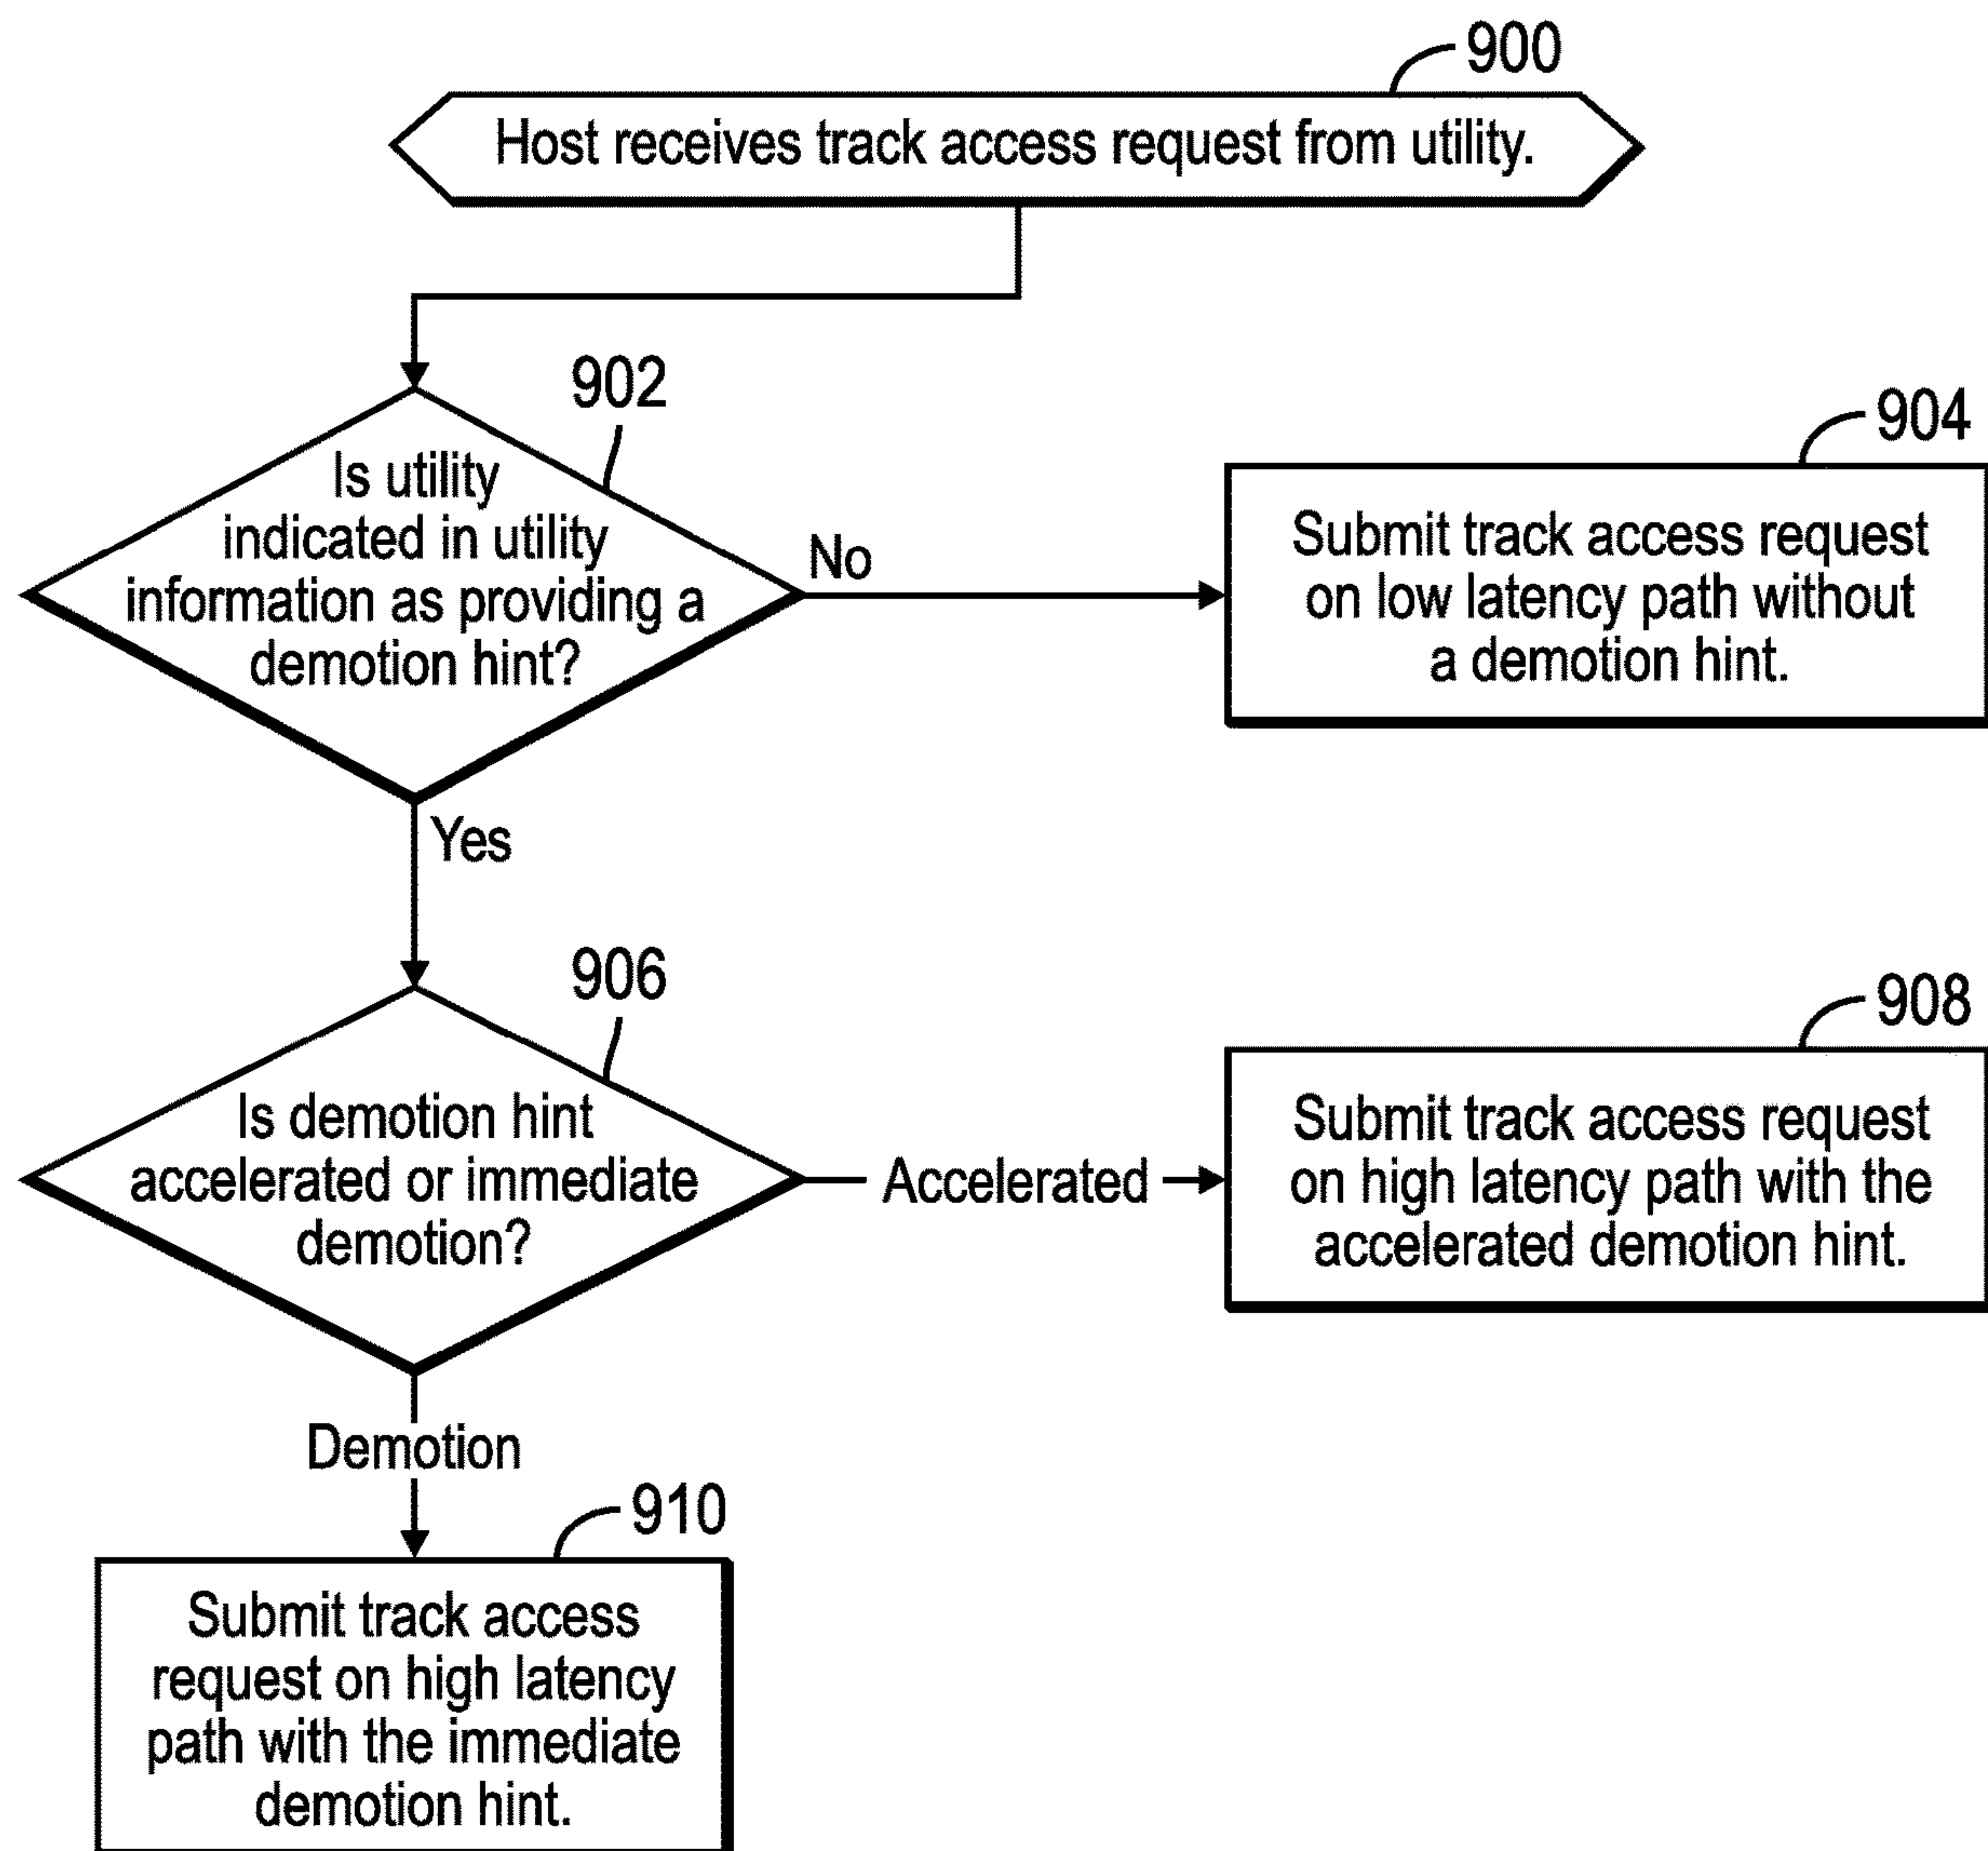 900
Host receives track access request from utility.
902
Is utility
indicated in utility
information as providing a
demotion hint?
No
904
Submit track access request
on low latency path without
a demotion hint.
Yes
906
Is demotion hint
accelerated or immediate
demotion?
Accelerated
908
Submit track access request
on high latency path with the
accelerated demotion hint.
Demotion
910
Submit track access
request on high latency
path with the immediate
demotion hint.